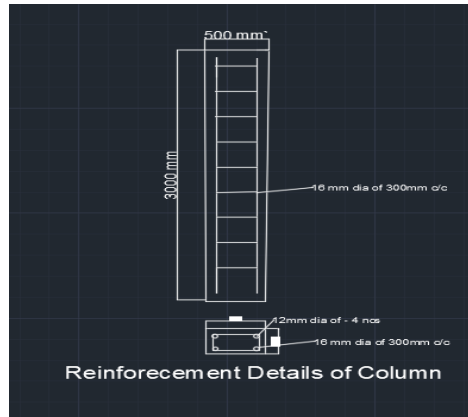 500 mm`
3000 mm
16 mm dia of 300mm c/c
12mm dia of - 4 nos
16 mm dia of 300mm c/c
Reinforecement Details of Column